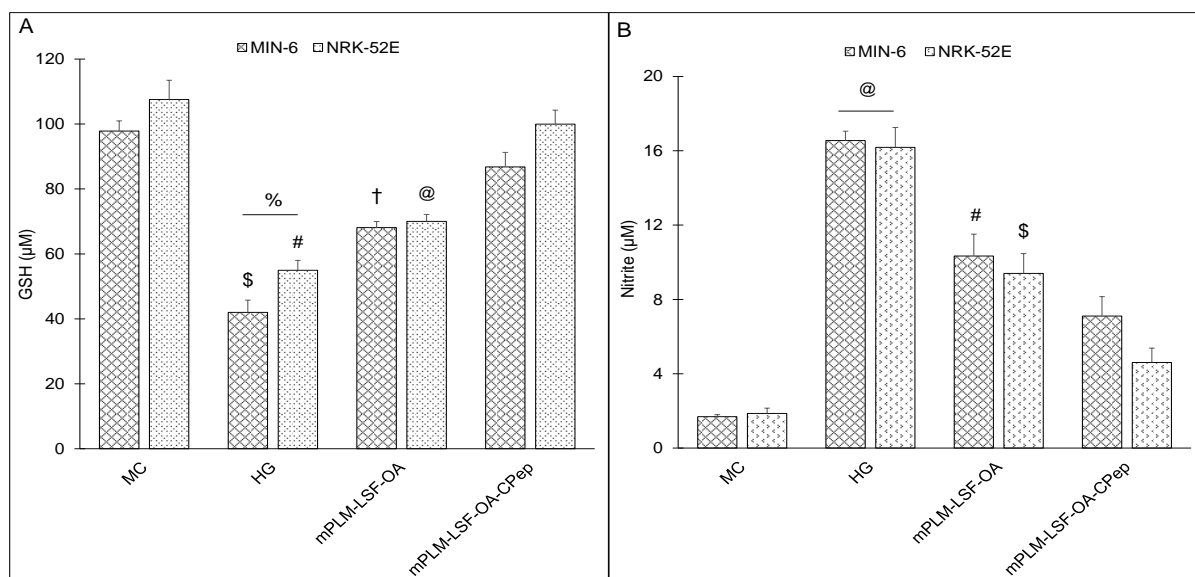 A
MIN-6 NRK-52E
120
100
80
60
40
20
0
GSH (µM)
%
$
#
†
@
MC
HG
mPLM-LSF-OA
mPLM-LSF-OA-CPep
B
MIN-6 NRK-52E
20
16
12
8
4
0
Nitrite (µM)
@
#
$
MC
HG
mPLM-LSF-OA
mPLM-LSF-OA-CPep